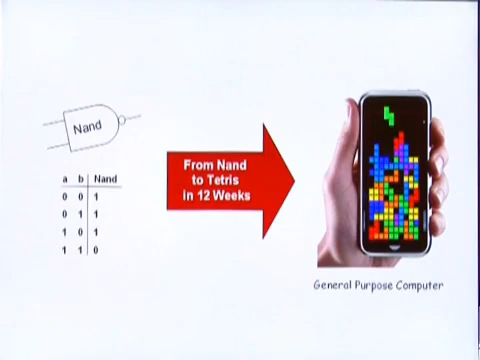 Nand
a b Nand
0 0 1
0 1 1
1 0 1
1 1 0
From Nand
to Tetris
in 12 Weeks
General Purpose Computer